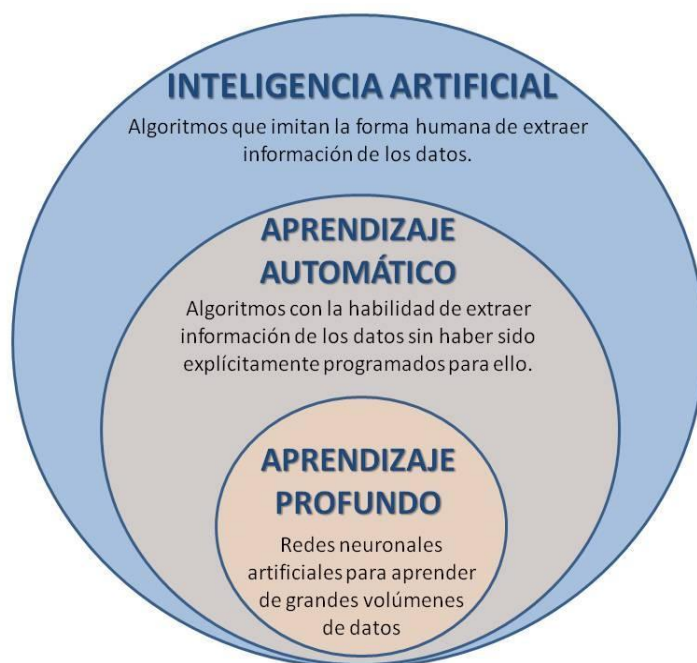 INTELIGENCIA ARTIFICIAL
Algoritmos que imitan la forma humana de extraer
información de los datos.
APRENDIZAJE
AUTOMÁTICO
Algoritmos con la habilidad de extraer
información de los datos sin haber sido
explícitamente programados para ello.
APRENDIZAJE
PROFUNDO
Redes neuronales
artificiales para aprender
de grandes volúmenes
de datos